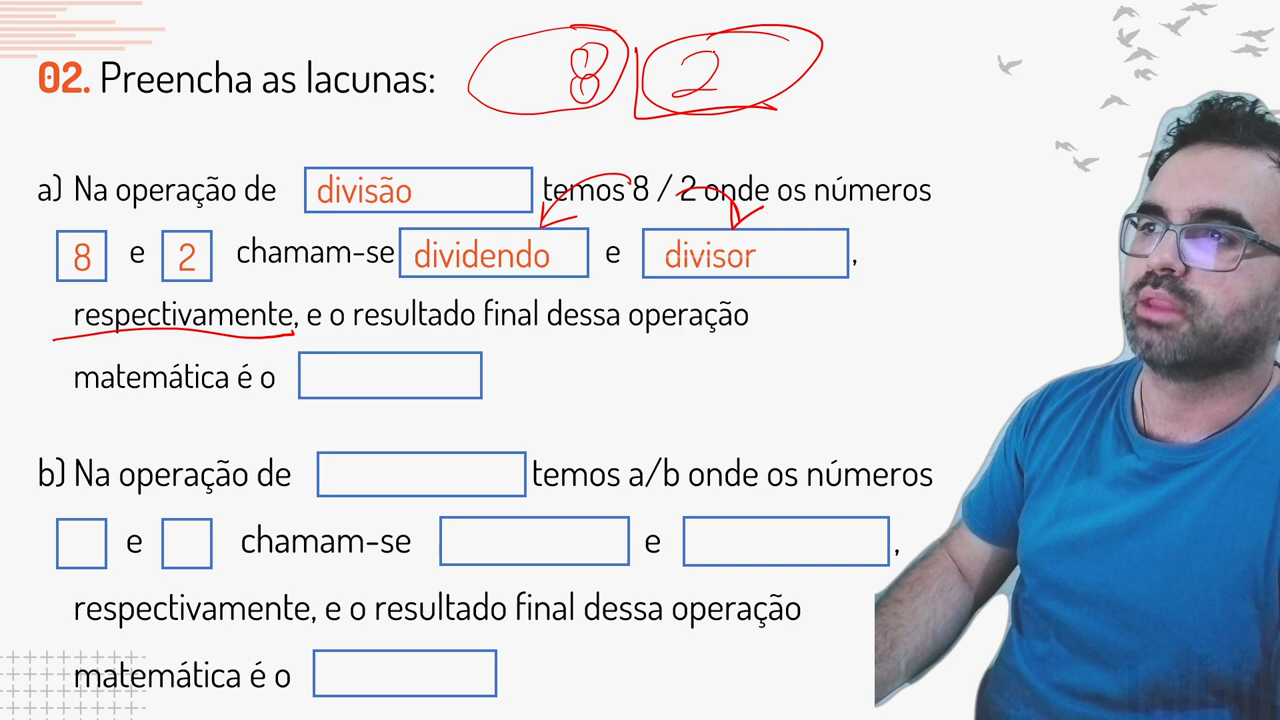 02. Preencha as lacunas: 8 2
a) Na operação de divisão temos 8 / 2 onde os números
8 e 2 chamam-se dividendo e divisor,
respectivamente, e o resultado final dessa operação
matemática é o
b) Na operação de temos a/b onde os números
e chamam-se e ,
respectivamente, e o resultado final dessa operação
matemática é o